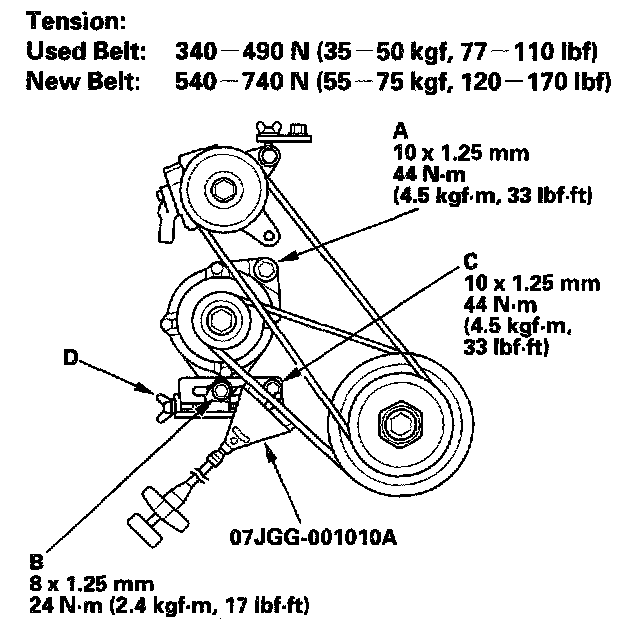 Tension:
Used Belt: 340—490 N (35—50 kgf, 77—110 lbf)
New Belt: 540—740 N (55—75 kgf, 120—170 lbf)
A
10 x 1.25 mm
44 N·m
(4.5 kgf·m, 33 lbf·ft)
C
10 x 1.25 mm
44 N·m
(4.5 kgf·m,
33 lbf·ft)
D
07JGG-001010A
B
8 x 1.25 mm
24 N·m (2.4 kgf·m, 17 lbf·ft)